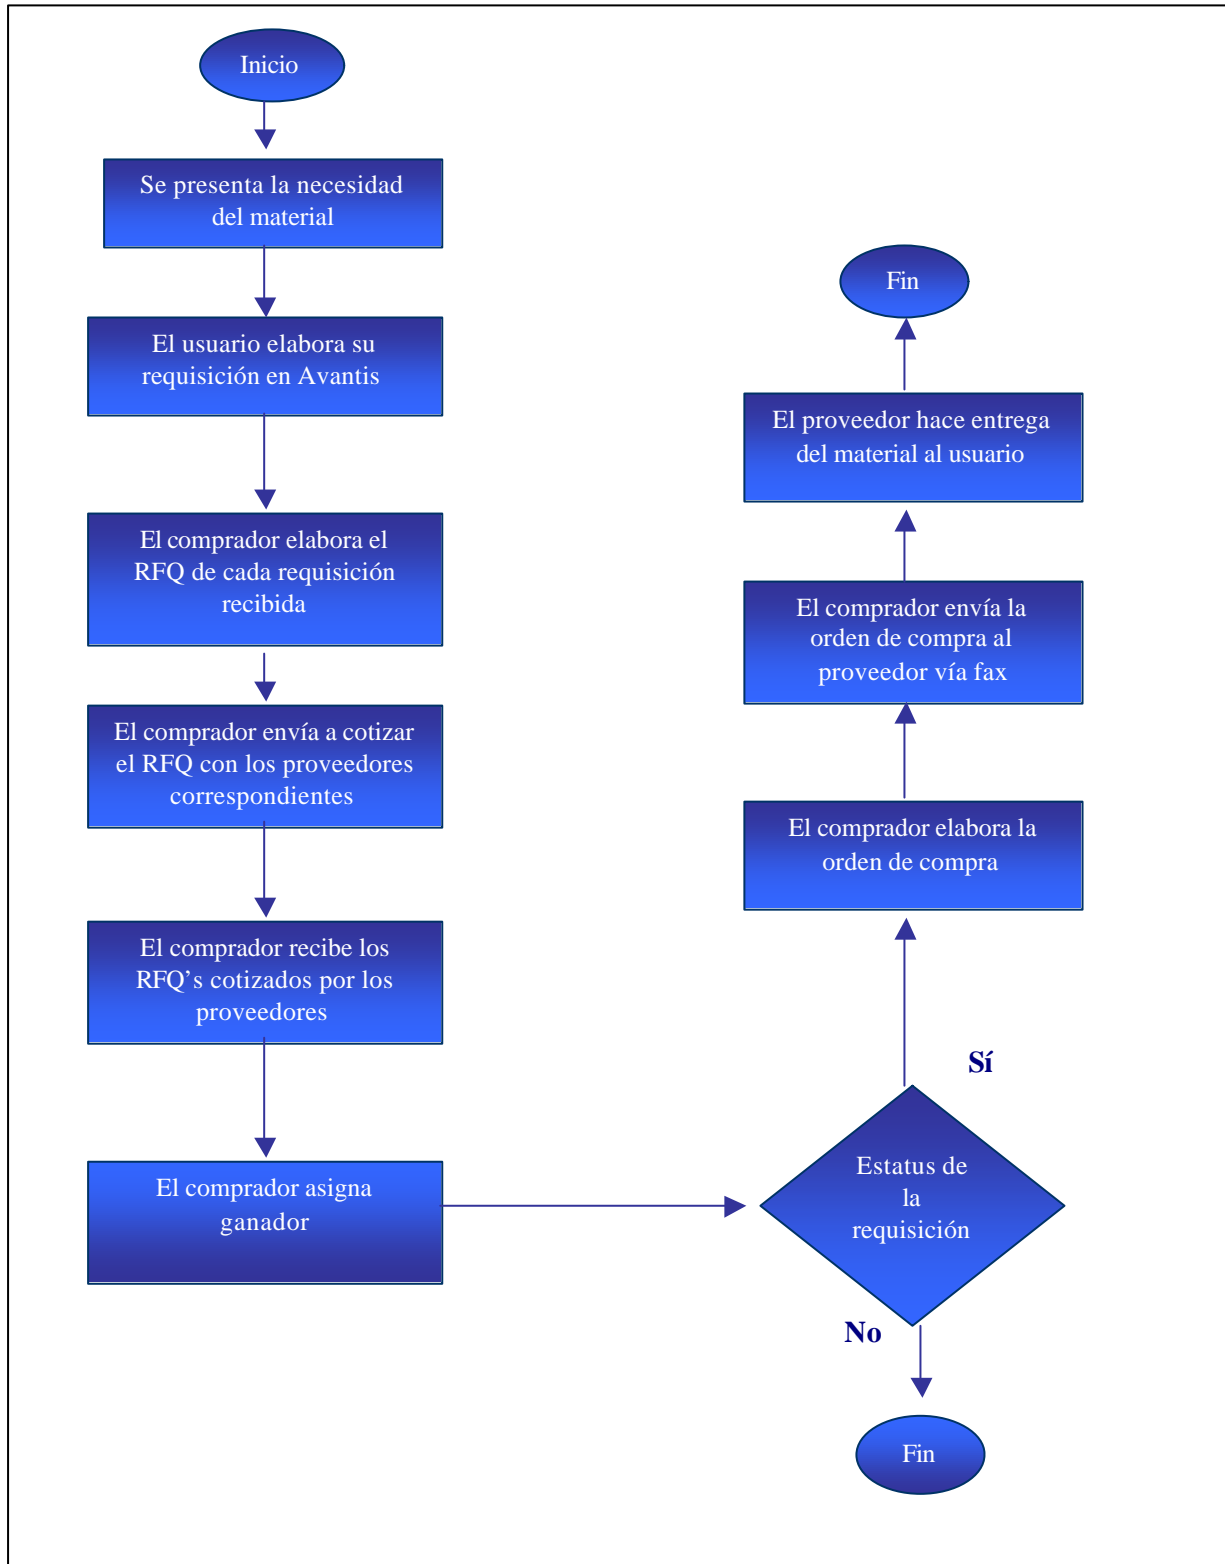 Inicio
Se presenta la necesidad
del material
El usuario elabora su
requisición en Avantis
El comprador elabora el
RFQ de cada requisición
recibida
El comprador envía a cotizar
el RFQ con los proveedores
correspondientes
El comprador recibe los
RFQ’s cotizados por los
proveedores
El comprador asigna
ganador
Estatus de
la
requisición
Sí
El comprador elabora la
orden de compra
El comprador envía la
orden de compra al
proveedor vía fax
El proveedor hace entrega
del material al usuario
Fin
No
Fin